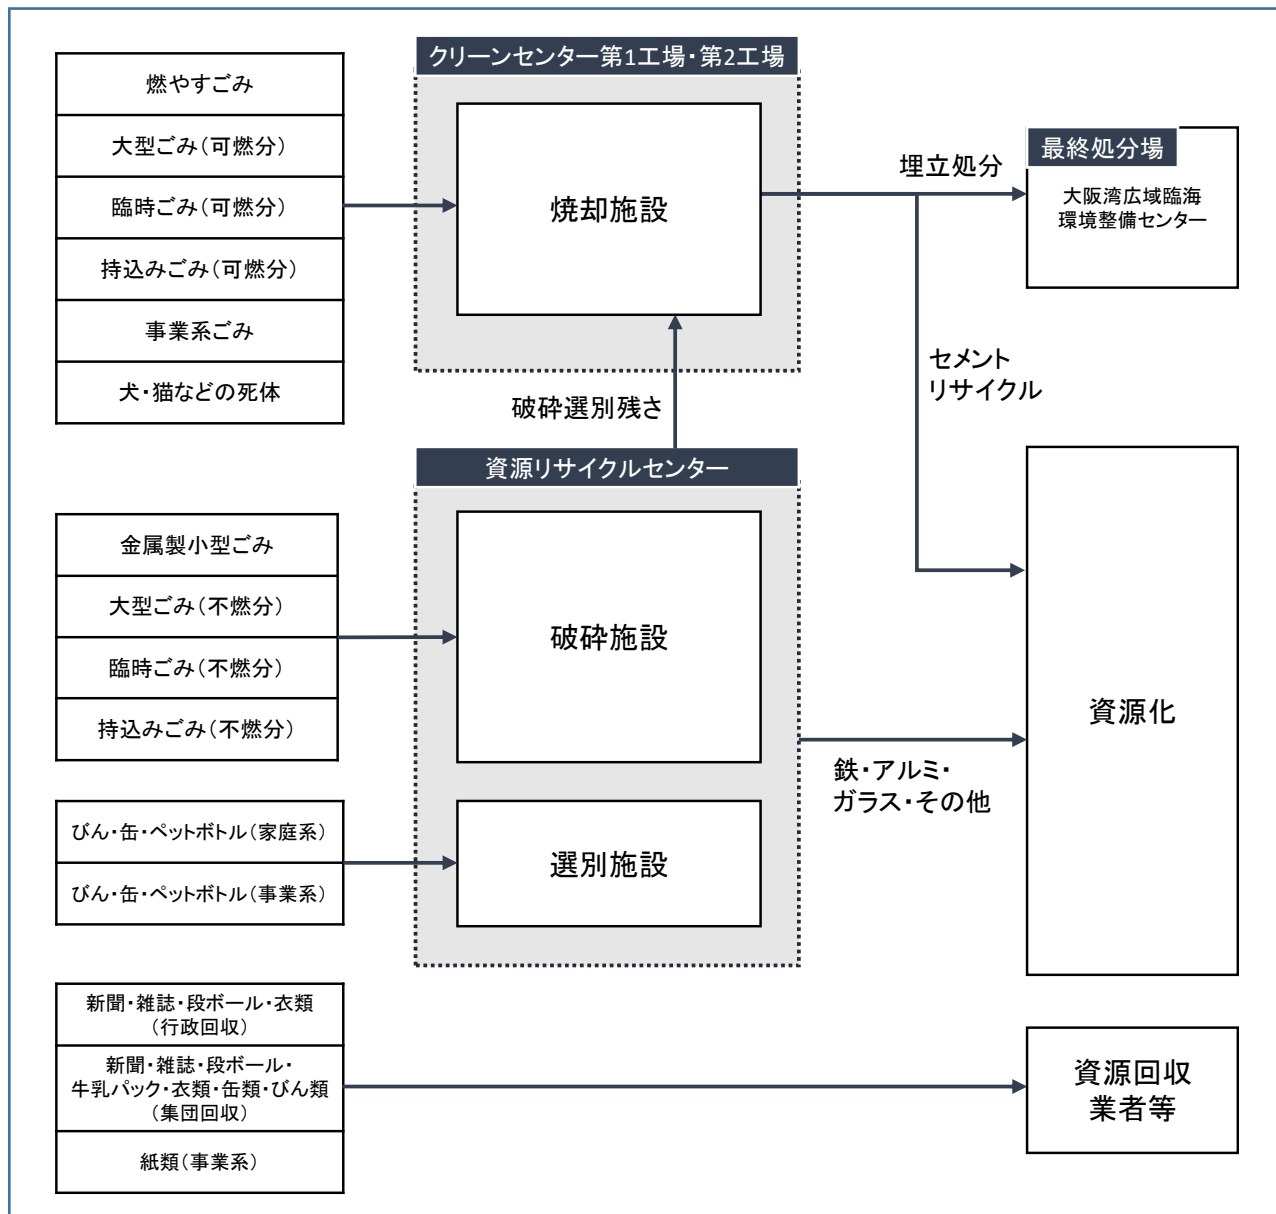 クリーンセンター第1工場・第2工場
燃やすごみ
大型ごみ(可燃分)
臨時ごみ(可燃分)
持込みごみ(可燃分)
事業系ごみ
犬・猫などの死体
焼却施設
埋立処分
最終処分場
大阪湾広域臨海
環境整備センター
セメント
リサイクル
破砕選別残さ
資源リサイクルセンター
金属製小型ごみ
大型ごみ(不燃分)
臨時ごみ(不燃分)
持込みごみ(不燃分)
破砕施設
資源化
鉄・アルミ・
ガラス・その他
びん・缶・ペットボトル(家庭系)
びん・缶・ペットボトル(事業系)
選別施設
新聞・雑誌・段ボール・衣類
(行政回収)
新聞・雑誌・段ボール・
牛乳パック・衣類・缶類・びん類
(集団回収)
紙類(事業系)
資源回収
業者等